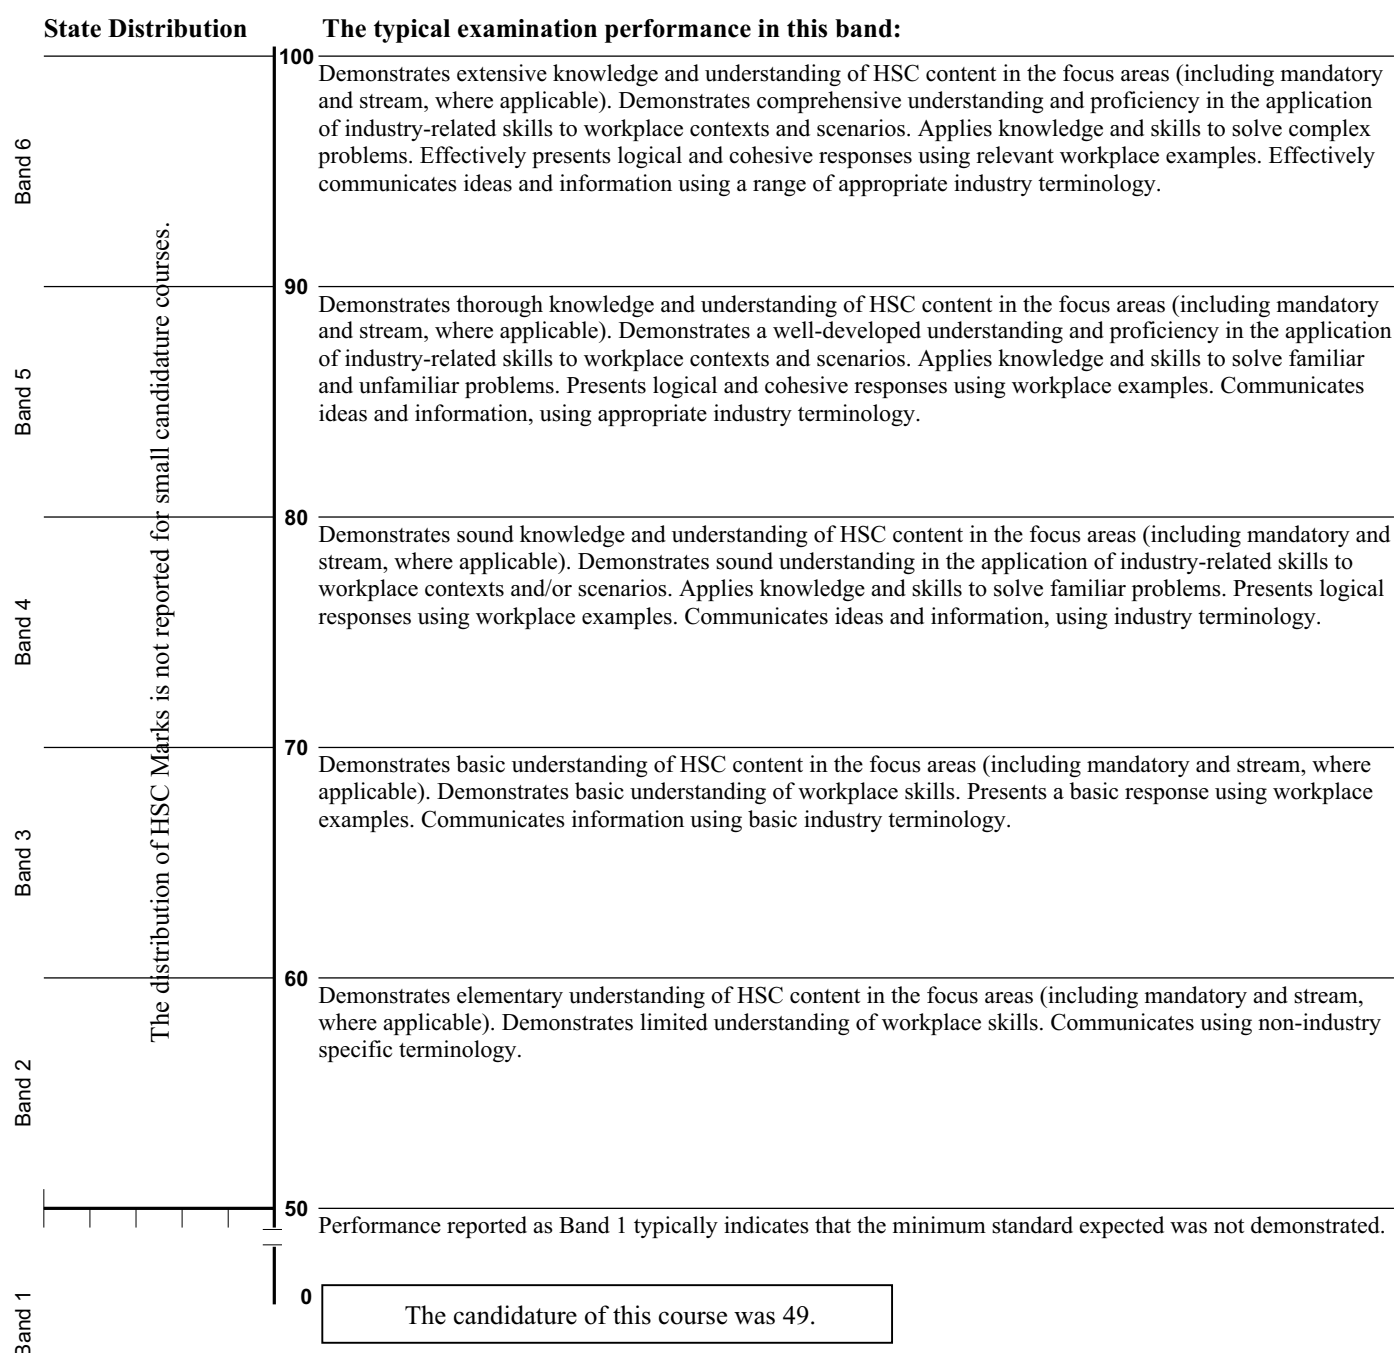 State Distribution
The typical examination performance in this band:
100
Demonstrates extensive knowledge and understanding of HSC content in the focus areas (including mandatory
and stream, where applicable). Demonstrates comprehensive understanding and proficiency in the application
of industry-related skills to workplace contexts and scenarios. Applies knowledge and skills to solve complex
problems. Effectively presents logical and cohesive responses using relevant workplace examples. Effectively
communicates ideas and information using a range of appropriate industry terminology.
Band 6
The distribution of HSC Marks is not reported for small candidature courses.
90
Demonstrates thorough knowledge and understanding of HSC content in the focus areas (including mandatory
and stream, where applicable). Demonstrates a well-developed understanding and proficiency in the application
of industry-related skills to workplace contexts and scenarios. Applies knowledge and skills to solve familiar
and unfamiliar problems. Presents logical and cohesive responses using workplace examples. Communicates
ideas and information, using appropriate industry terminology.
Band 5
80
Demonstrates sound knowledge and understanding of HSC content in the focus areas (including mandatory and
stream, where applicable). Demonstrates sound understanding in the application of industry-related skills to
workplace contexts and/or scenarios. Applies knowledge and skills to solve familiar problems. Presents logical
responses using workplace examples. Communicates ideas and information, using industry terminology.
Band 4
70
Demonstrates basic understanding of HSC content in the focus areas (including mandatory and stream, where
applicable). Demonstrates basic understanding of workplace skills. Presents a basic response using workplace
examples. Communicates information using basic industry terminology.
Band 3
60
Demonstrates elementary understanding of HSC content in the focus areas (including mandatory and stream,
where applicable). Demonstrates limited understanding of workplace skills. Communicates using non-industry
specific terminology.
Band 2
50
Performance reported as Band 1 typically indicates that the minimum standard expected was not demonstrated.
Band 1
0
The candidature of this course was 49.